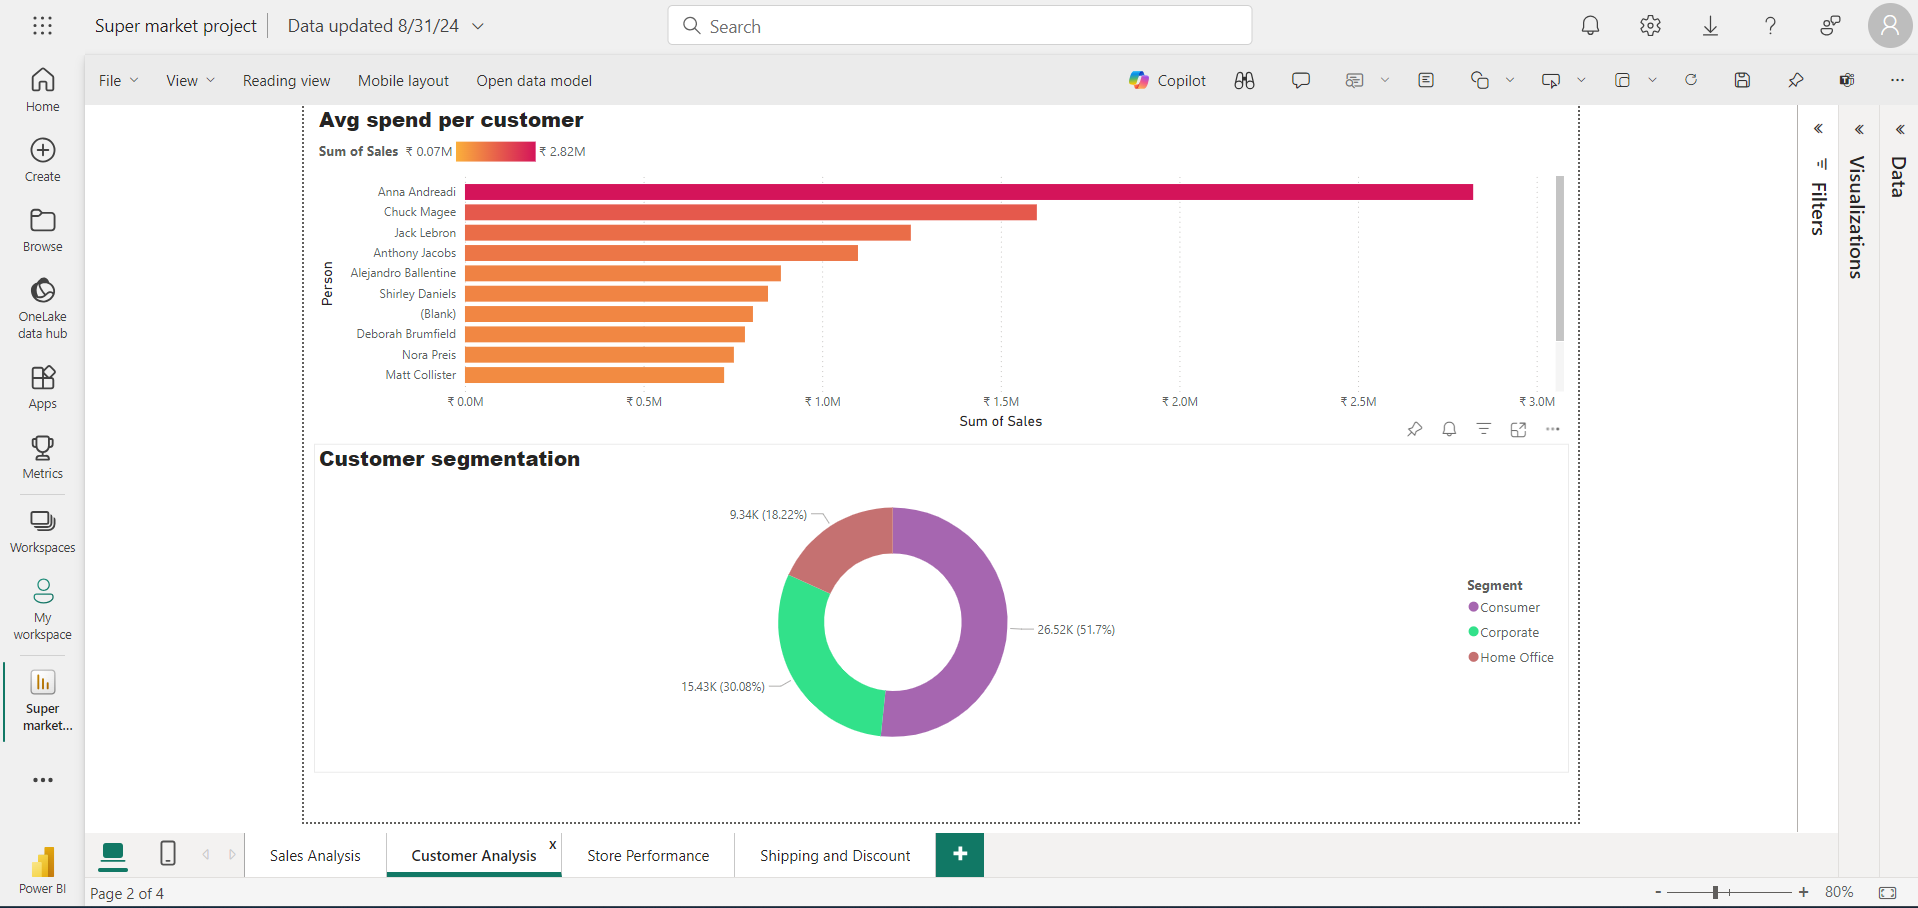 Super market project
Data updated 8/31/24
Search
File
View
Reading view
Mobile layout
Open data model
Copilot
Home
Create
Browse
OneLake
data hub
Apps
Metrics
Workspaces
My
workspace
Super
market...
Power BI
Avg spend per customer
Sum of Sales ₹ 0.07M ₹ 2.82M
Person
Anna Andreadi
Chuck Magee
Jack Lebron
Anthony Jacobs
Alejandro Ballentine
Shirley Daniels
(Blank)
Deborah Brumfield
Nora Preis
Matt Collister
₹ 0.0M ₹ 0.5M ₹ 1.0M ₹ 1.5M ₹ 2.0M ₹ 2.5M ₹ 3.0M
Sum of Sales
Customer segmentation
9.34K (18.22%)
26.52K (51.7%)
15.43K (30.08%)
Segment
Consumer
Corporate
Home Office
Filters
Visualizations
Data
Sales Analysis
Customer Analysis x
Store Performance
Shipping and Discount
+
Page 2 of 4
- + 80%